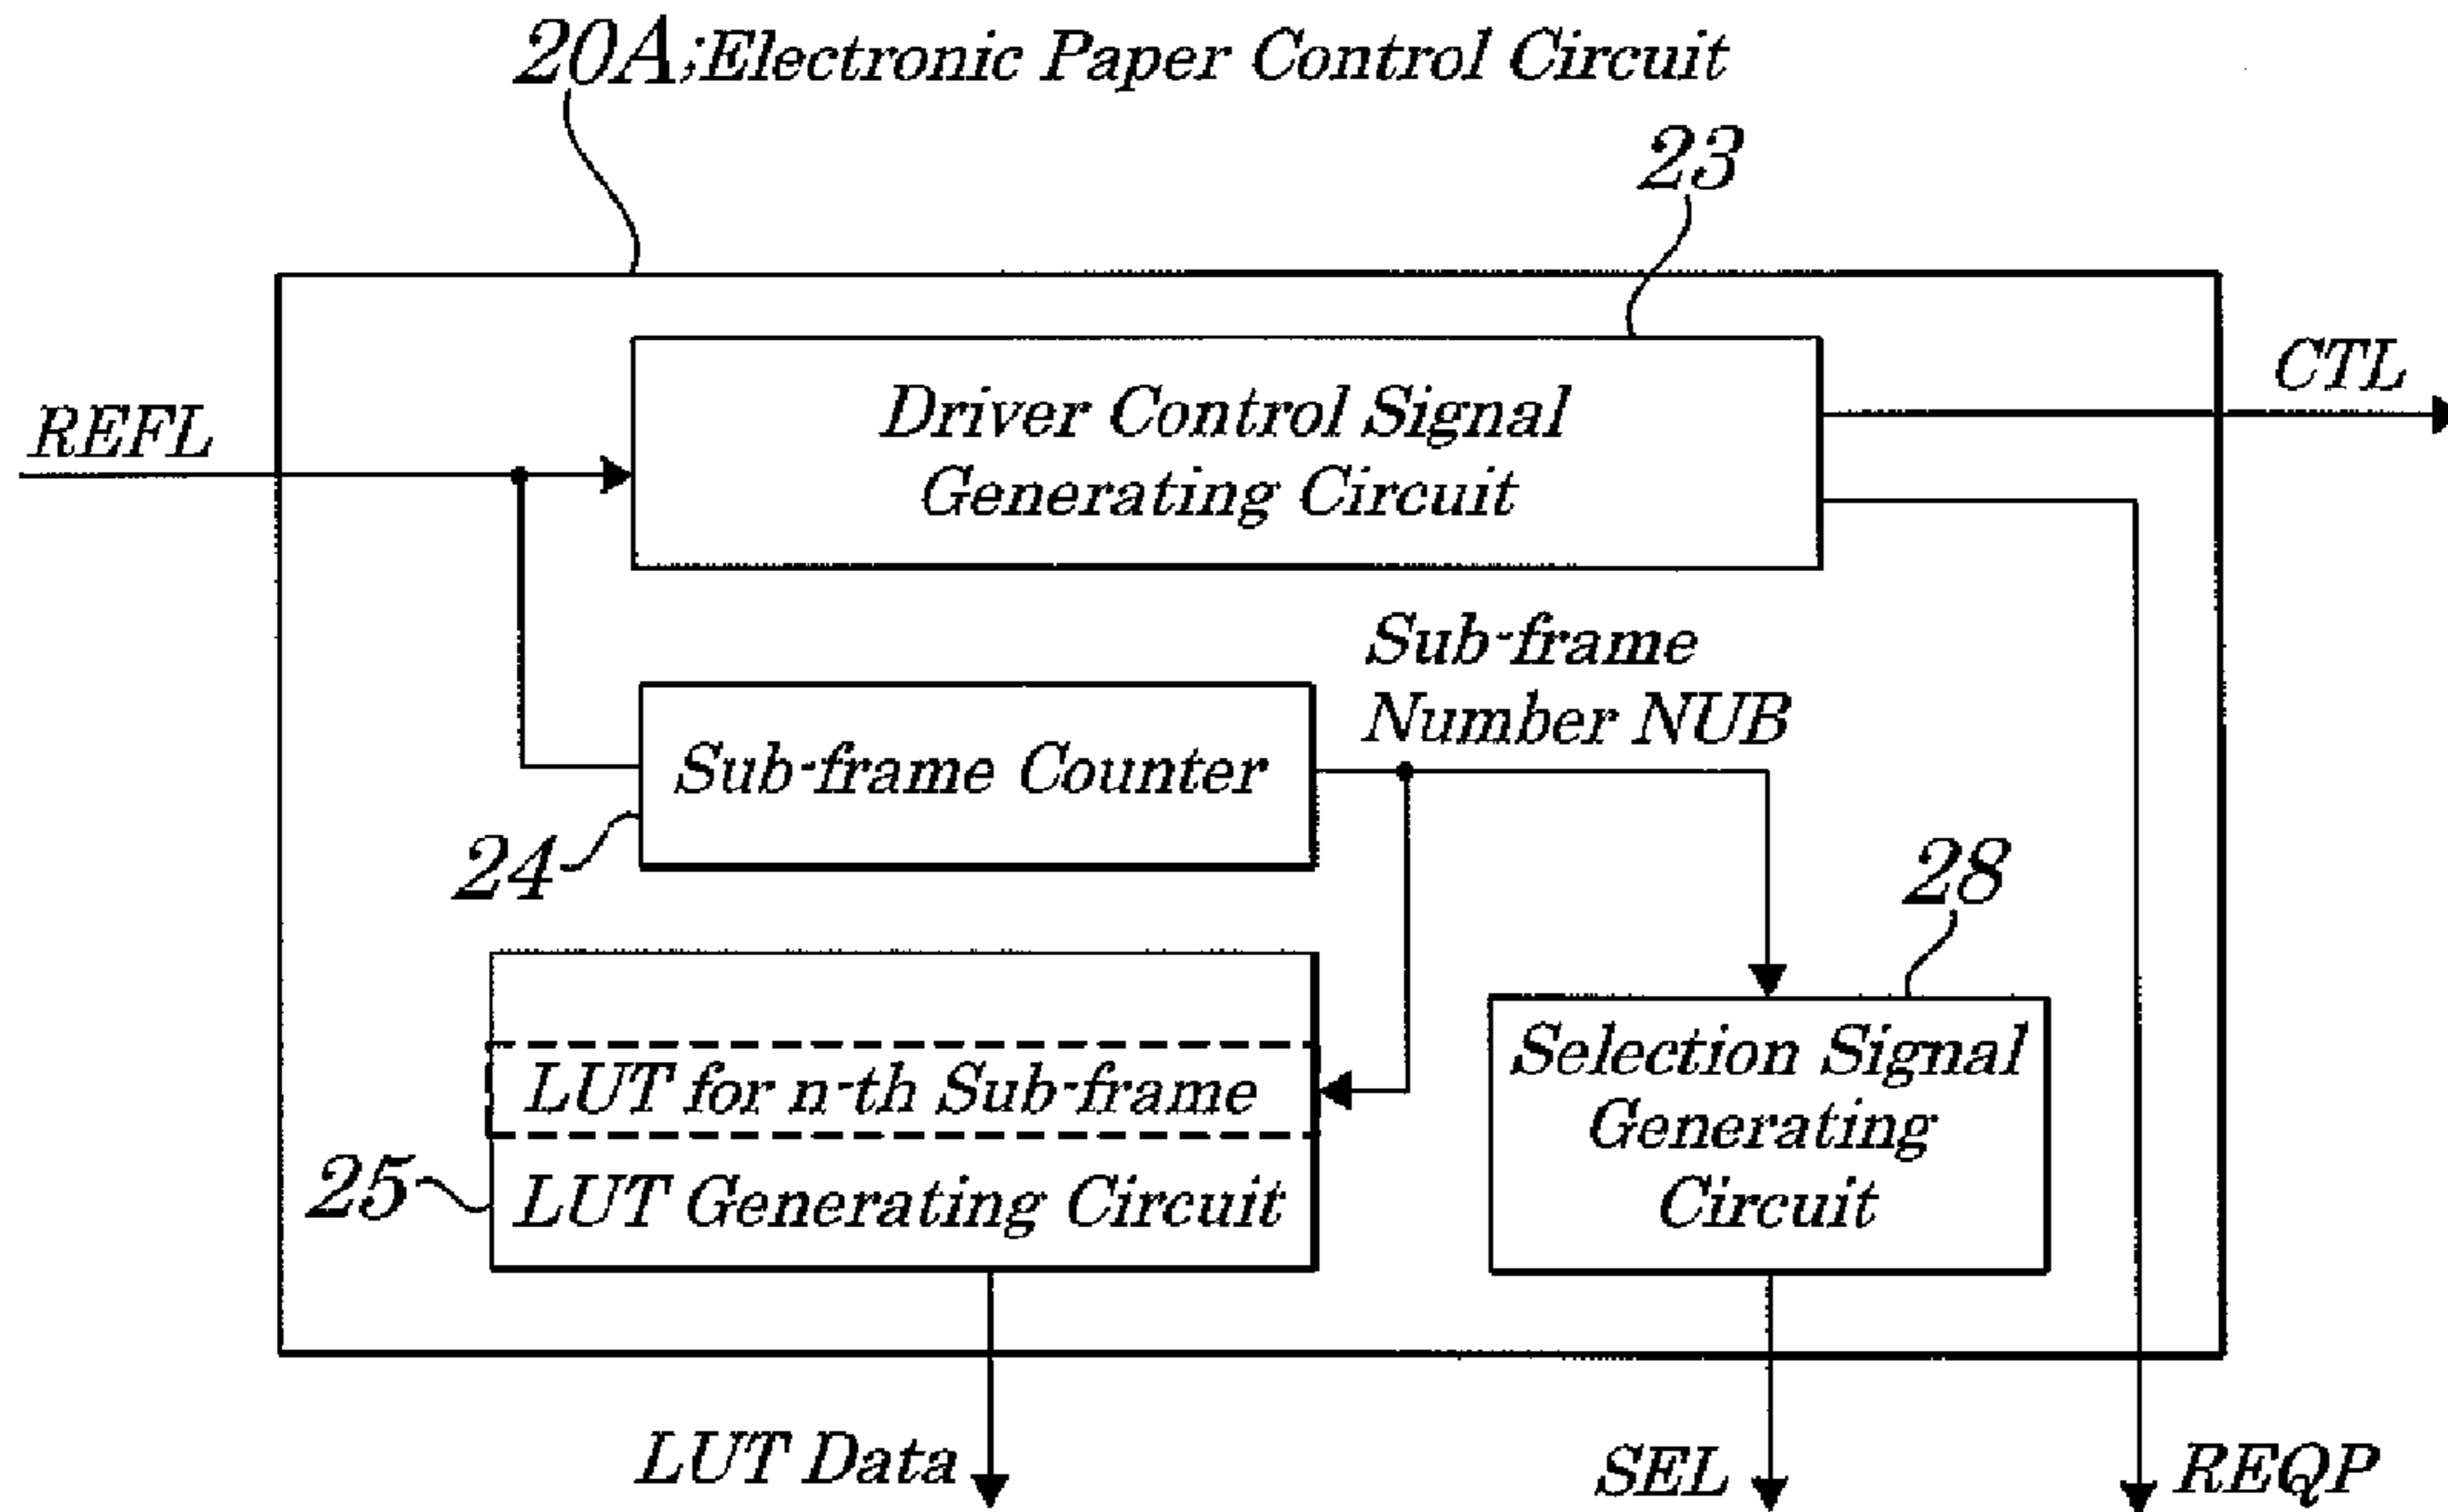 20A;Electronic Paper Control Circuit
23
REFL
Driver Control Signal
Generating Circuit
CTL
Sub-frame
Number NUB
Sub-frame Counter
24
28
LUT for n-th Sub-frame
25
LUT Generating Circuit
Selection Signal
Generating
Circuit
LUT Data
SEL
REQP